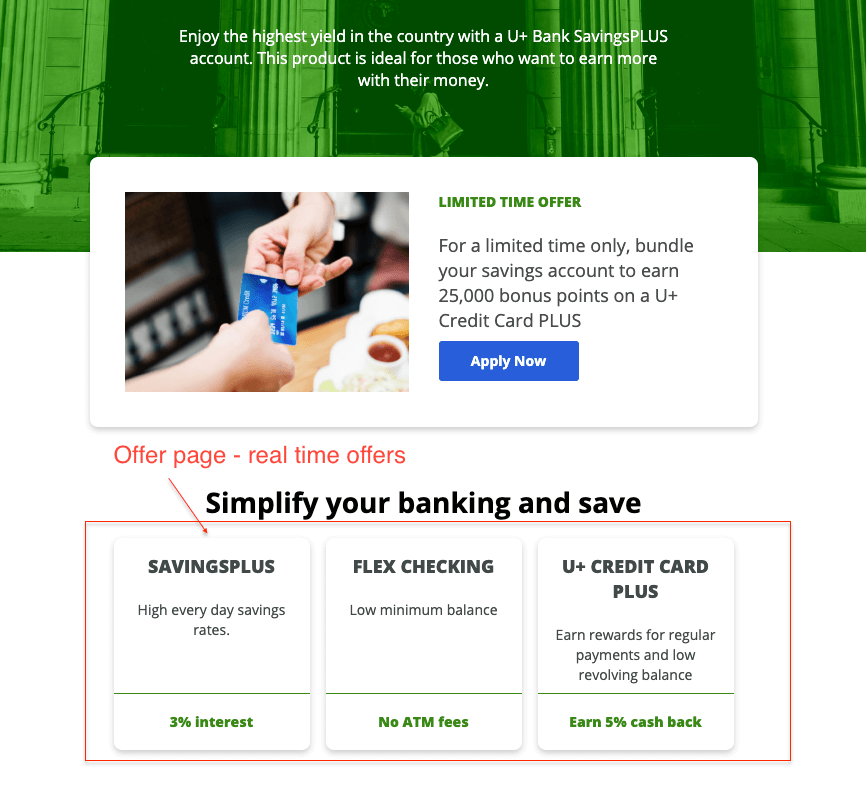 Enjoy the highest yield in the country with a U+ Bank SavingsPLUS
account. This product is ideal for those who want to earn more
with their money.
LIMITED TIME OFFER
For a limited time only, bundle
your savings account to earn
25,000 bonus points on a U+
Credit Card PLUS
Apply Now
Offer page - real time offers
Simplify your banking and save
SAVINGSPLUS
High every day savings
rates.
3% interest
FLEX CHECKING
Low minimum balance
No ATM fees
U+ CREDIT CARD
PLUS
Earn rewards for regular
payments and low
revolving balance
Earn 5% cash back